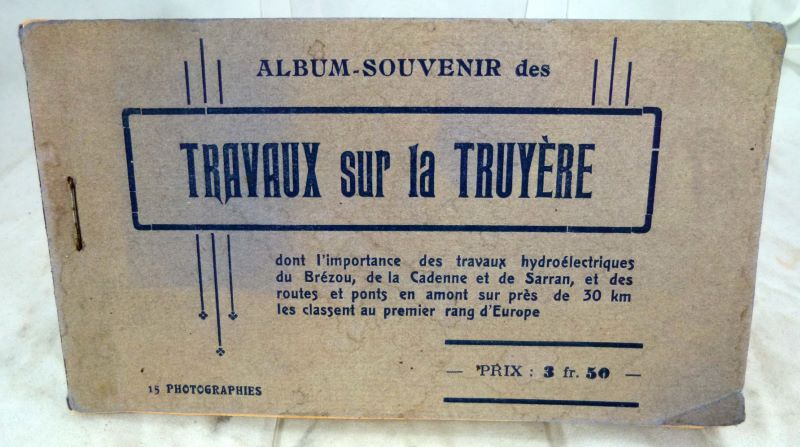 ALBUM-SOUVENIR des
TRAVAUX sur la TRUYÈRE
dont l'importance des travaux hydroélectriques
du Brézou, de la Cadenne et de Sarran, et des
routes et ponts en amont sur près de 30 km
les classent au premier rang d'Europe
— PRIX : 3 fr. 50 —
15 PHOTOGRAPHIES